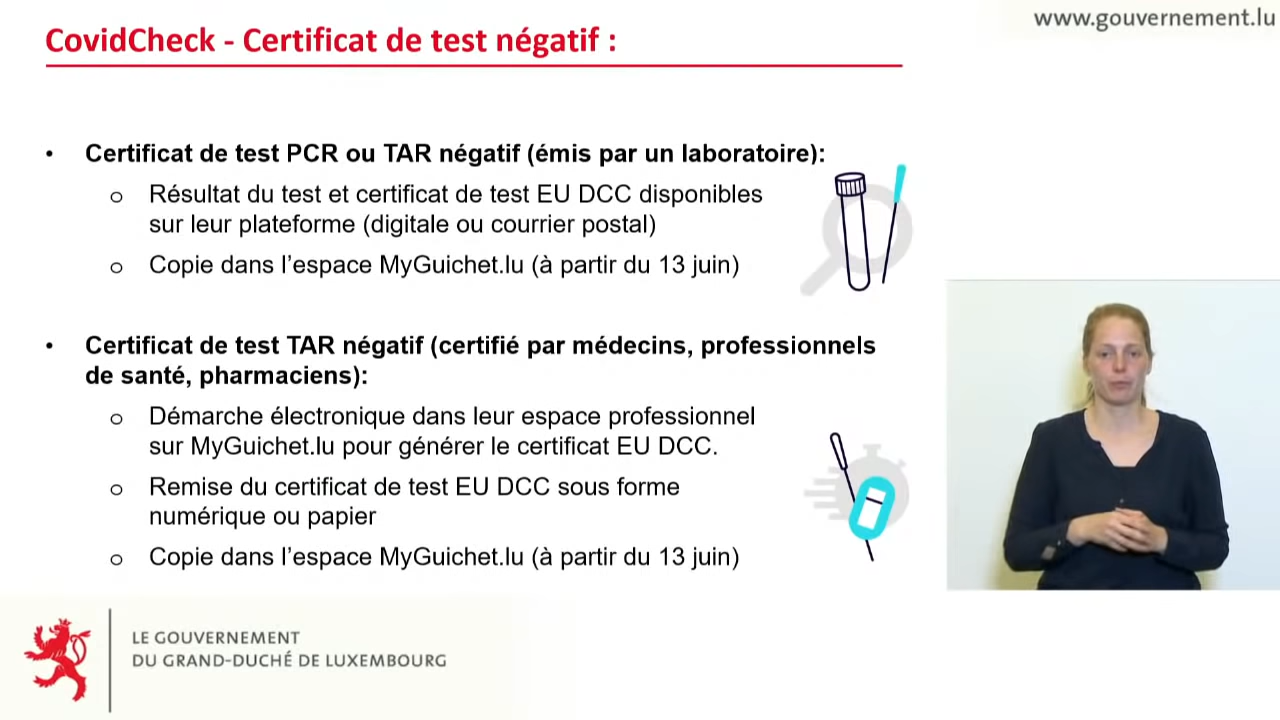 www.gouvernement.lu
CovidCheck - Certificat de test négatif :
• Certificat de test PCR ou TAR négatif (émis par un laboratoire):
o Résultat du test et certificat de test EU DCC disponibles
sur leur plateforme (digitale ou courrier postal)
o Copie dans l’espace MyGuichet.lu (à partir du 13 juin)
• Certificat de test TAR négatif (certifié par médecins, professionnels
de santé, pharmaciens):
o Démarche électronique dans leur espace professionnel
sur MyGuichet.lu pour générer le certificat EU DCC.
o Remise du certificat de test EU DCC sous forme
numérique ou papier
o Copie dans l’espace MyGuichet.lu (à partir du 13 juin)
LE GOUVERNEMENT
DU GRAND-DUCHÉ DE LUXEMBOURG